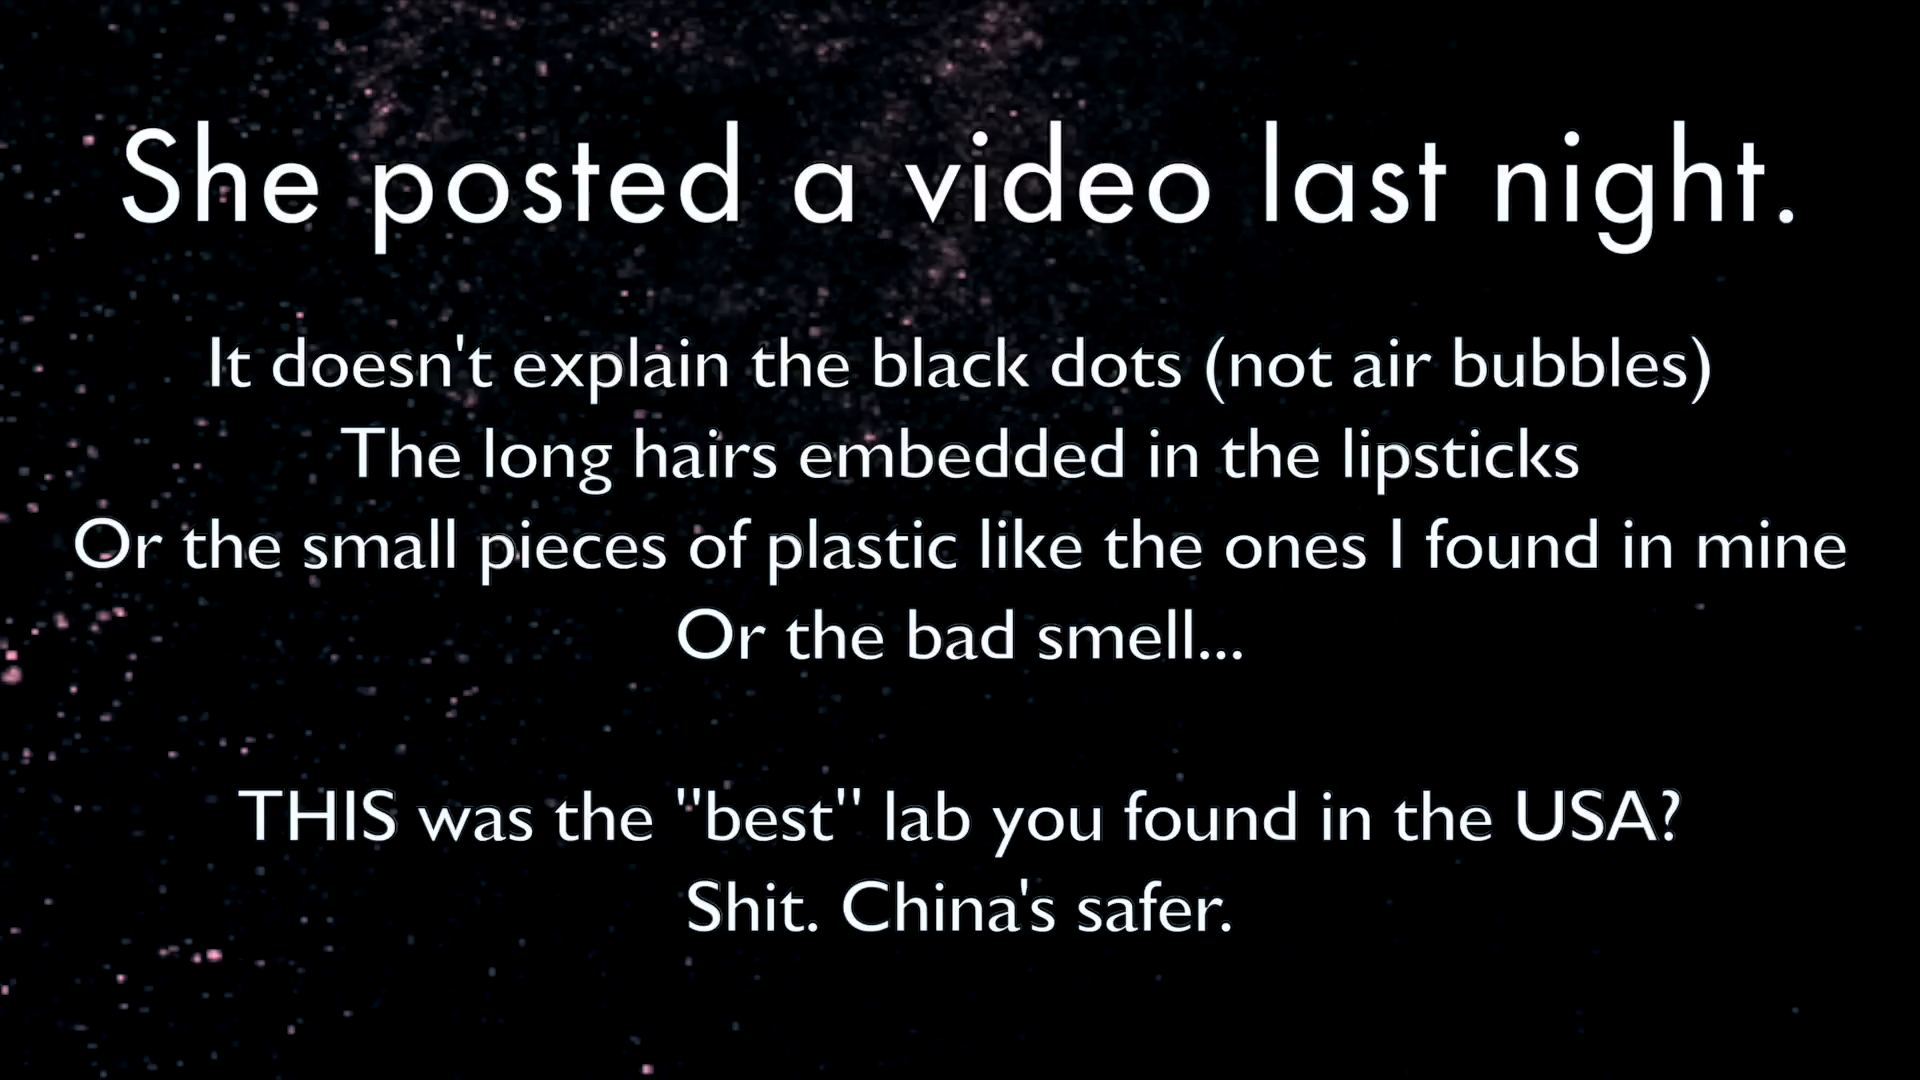 She posted a video last night.
It doesn't explain the black dots (not air bubbles)
The long hairs embedded in the lipsticks
Or the small pieces of plastic like the ones I found in mine
Or the bad smell...
THIS was the "best" lab you found in the USA?
Shit. China's safer.